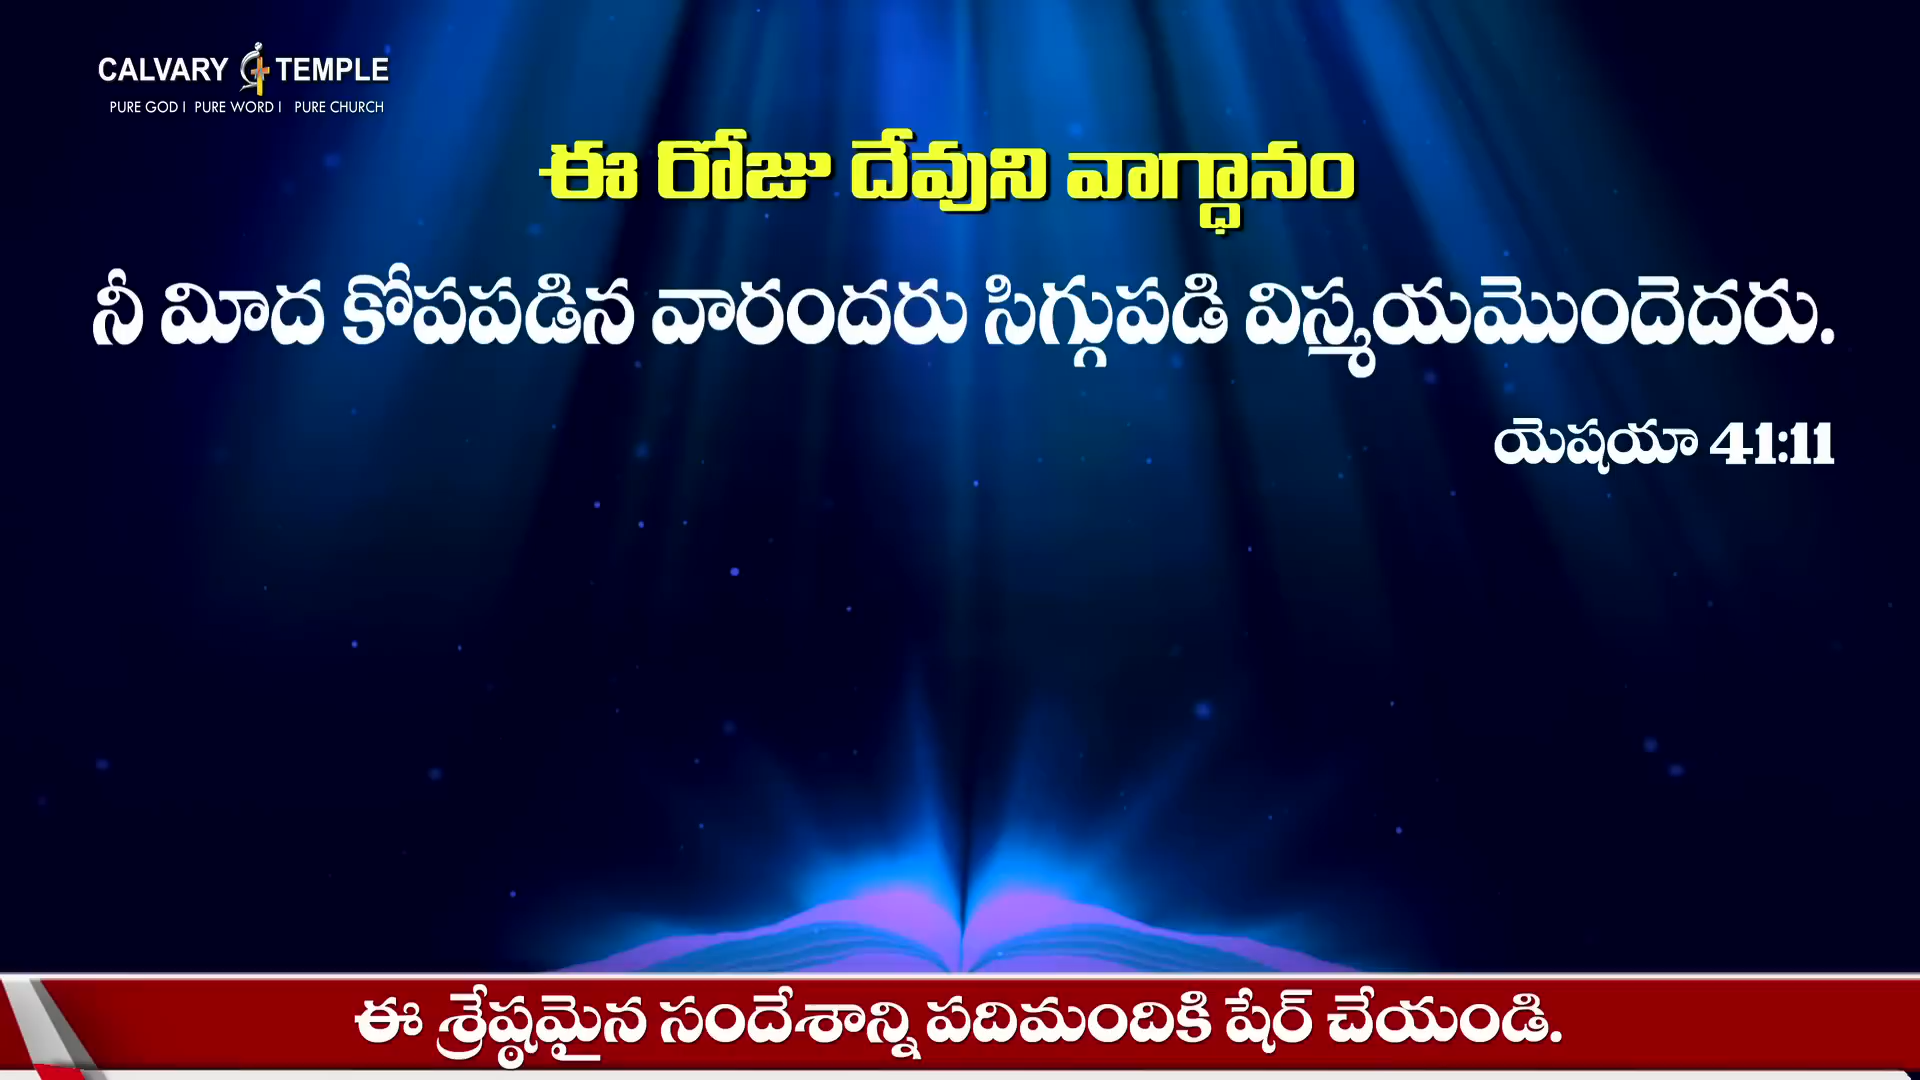 CALVARY TEMPLE
PURE GOD I PURE WORD I PURE CHURCH
ఈ రోజు దేవుని వాగ్ధానం
నీ మీద కోపపడిన వారందరు సిగ్గుపడి విస్మయమొందెదరు.
యెషయా 41:11
ఈ శ్రేష్ఠమైన సందేశాన్ని పదిమందికి షేర్ చేయండి.